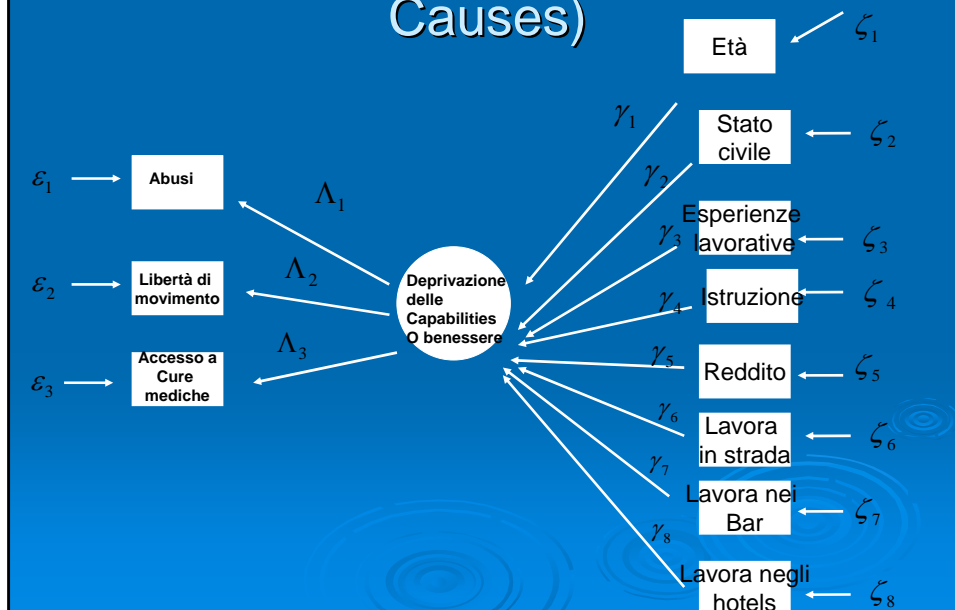 Causes)
Età
ζ₁
γ₁
Stato
civile
ζ₂
ε₁
Abusi
Λ₁
γ₂
Esperienze
lavorative
γ₃
ζ₃
ε₂
Libertà di
movimento
Λ₂
Deprivazione
delle
Capabilities
O benessere
γ₄
Istruzione
ζ₄
ε₃
Accesso a
Cure
mediche
Λ₃
γ₅
Reddito
ζ₅
γ₆
Lavora
in strada
ζ₆
γ₇
Lavora nei
Bar
ζ₇
γ₈
Lavora negli
hotels
ζ₈